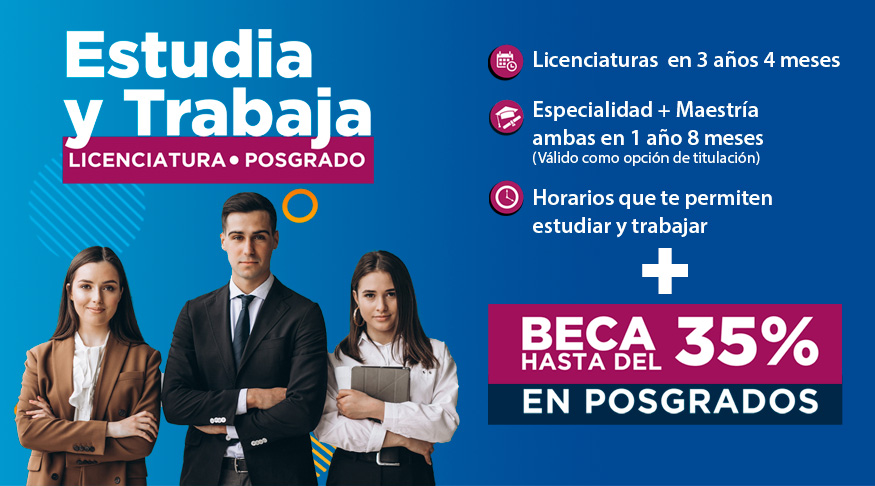 Estudia
y Trabaja
LICENCIATURA • POSGRADO
Licenciaturas en 3 años 4 meses
Especialidad + Maestría
ambas en 1 año 8 meses
(Válido como opción de titulación)
Horarios que te permiten
estudiar y trabajar
+
BECA
HASTA DEL 35%
EN POSGRADOS